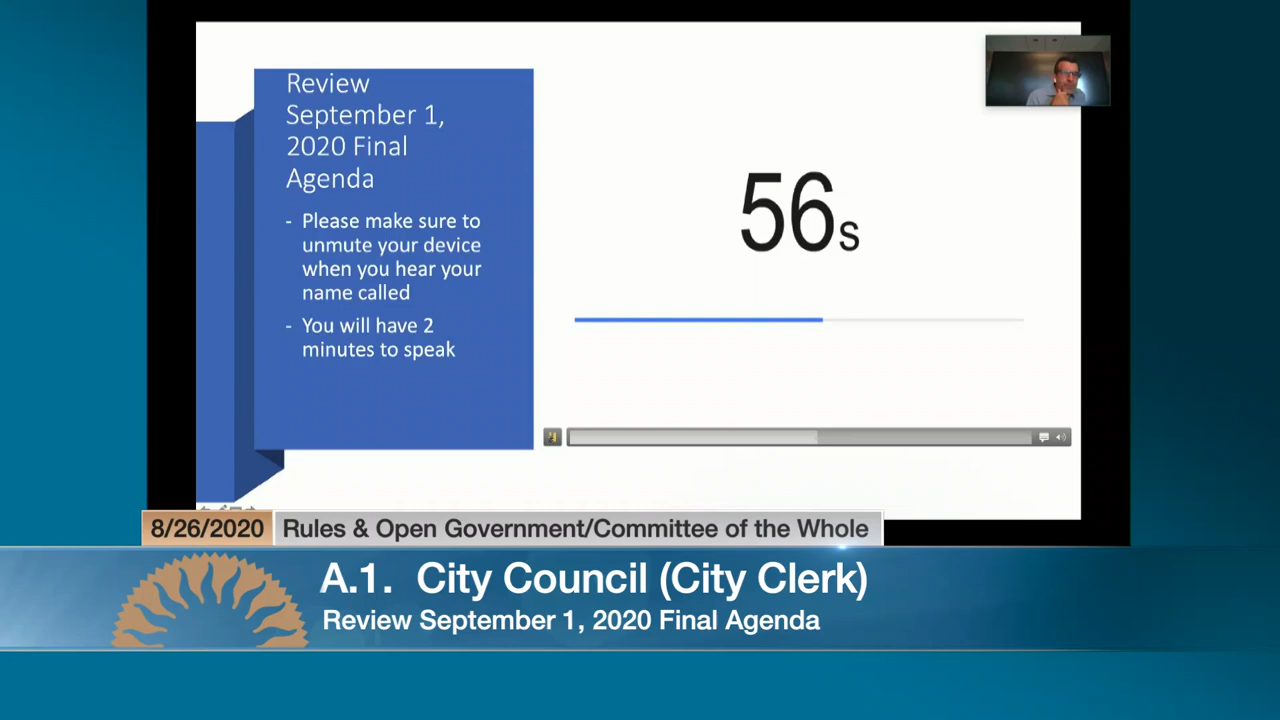 Review
September 1,
2020 Final
Agenda
- Please make sure to
unmute your device
when you hear your
name called
- You will have 2
minutes to speak
56s
8/26/2020 Rules & Open Government/Committee of the Whole
A.1. City Council (City Clerk)
Review September 1, 2020 Final Agenda